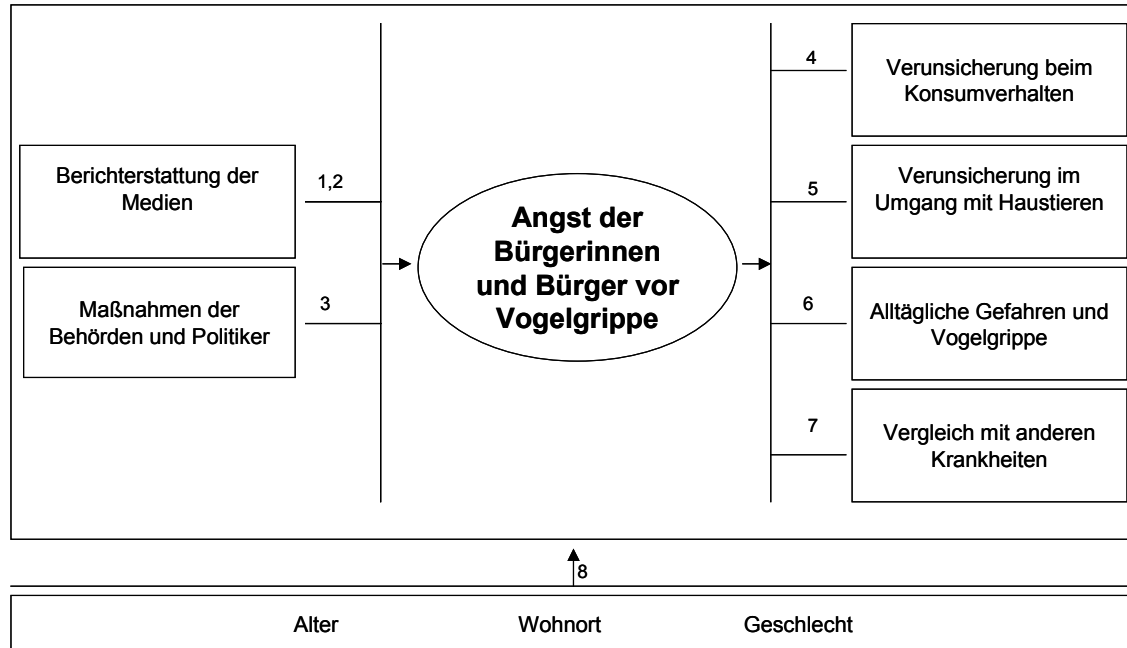 Berichterstattung der
Medien
1,2
Maßnahmen der
Behörden und Politiker
3
Angst der
Bürgerinnen
und Bürger vor
Vogelgrippe
4
Verunsicherung beim
Konsumverhalten
5
Verunsicherung im
Umgang mit Haustieren
6
Alltägliche Gefahren und
Vogelgrippe
7
Vergleich mit anderen
Krankheiten
8
Alter Wohnort Geschlecht